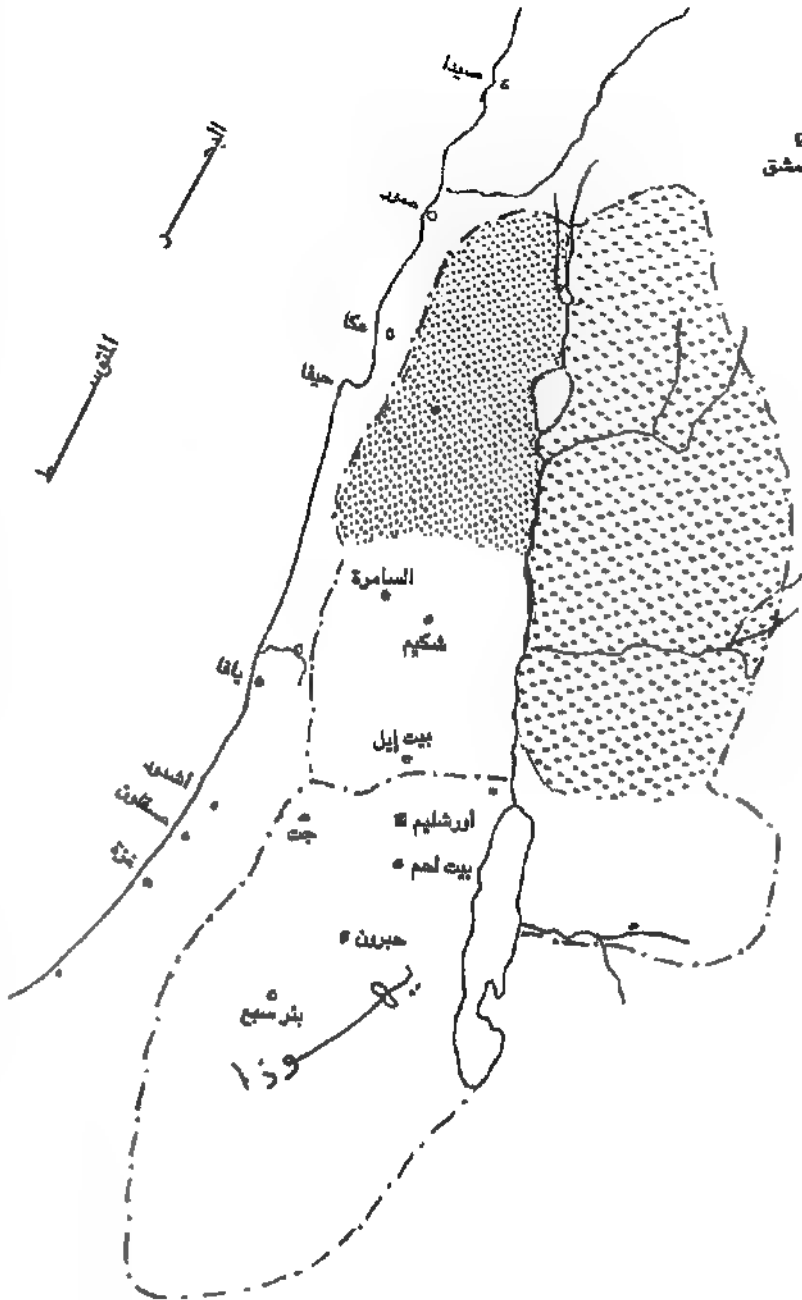 صيدا
دمشق
صور
البحر
عكا
حيفا
المتوسط
السامرة
شكيم
يافا
بيت إيل
أشدود
عسقلان
جت
أورشليم
غزة
بيت لحم
حبرون
بئر سبع
يهوذا